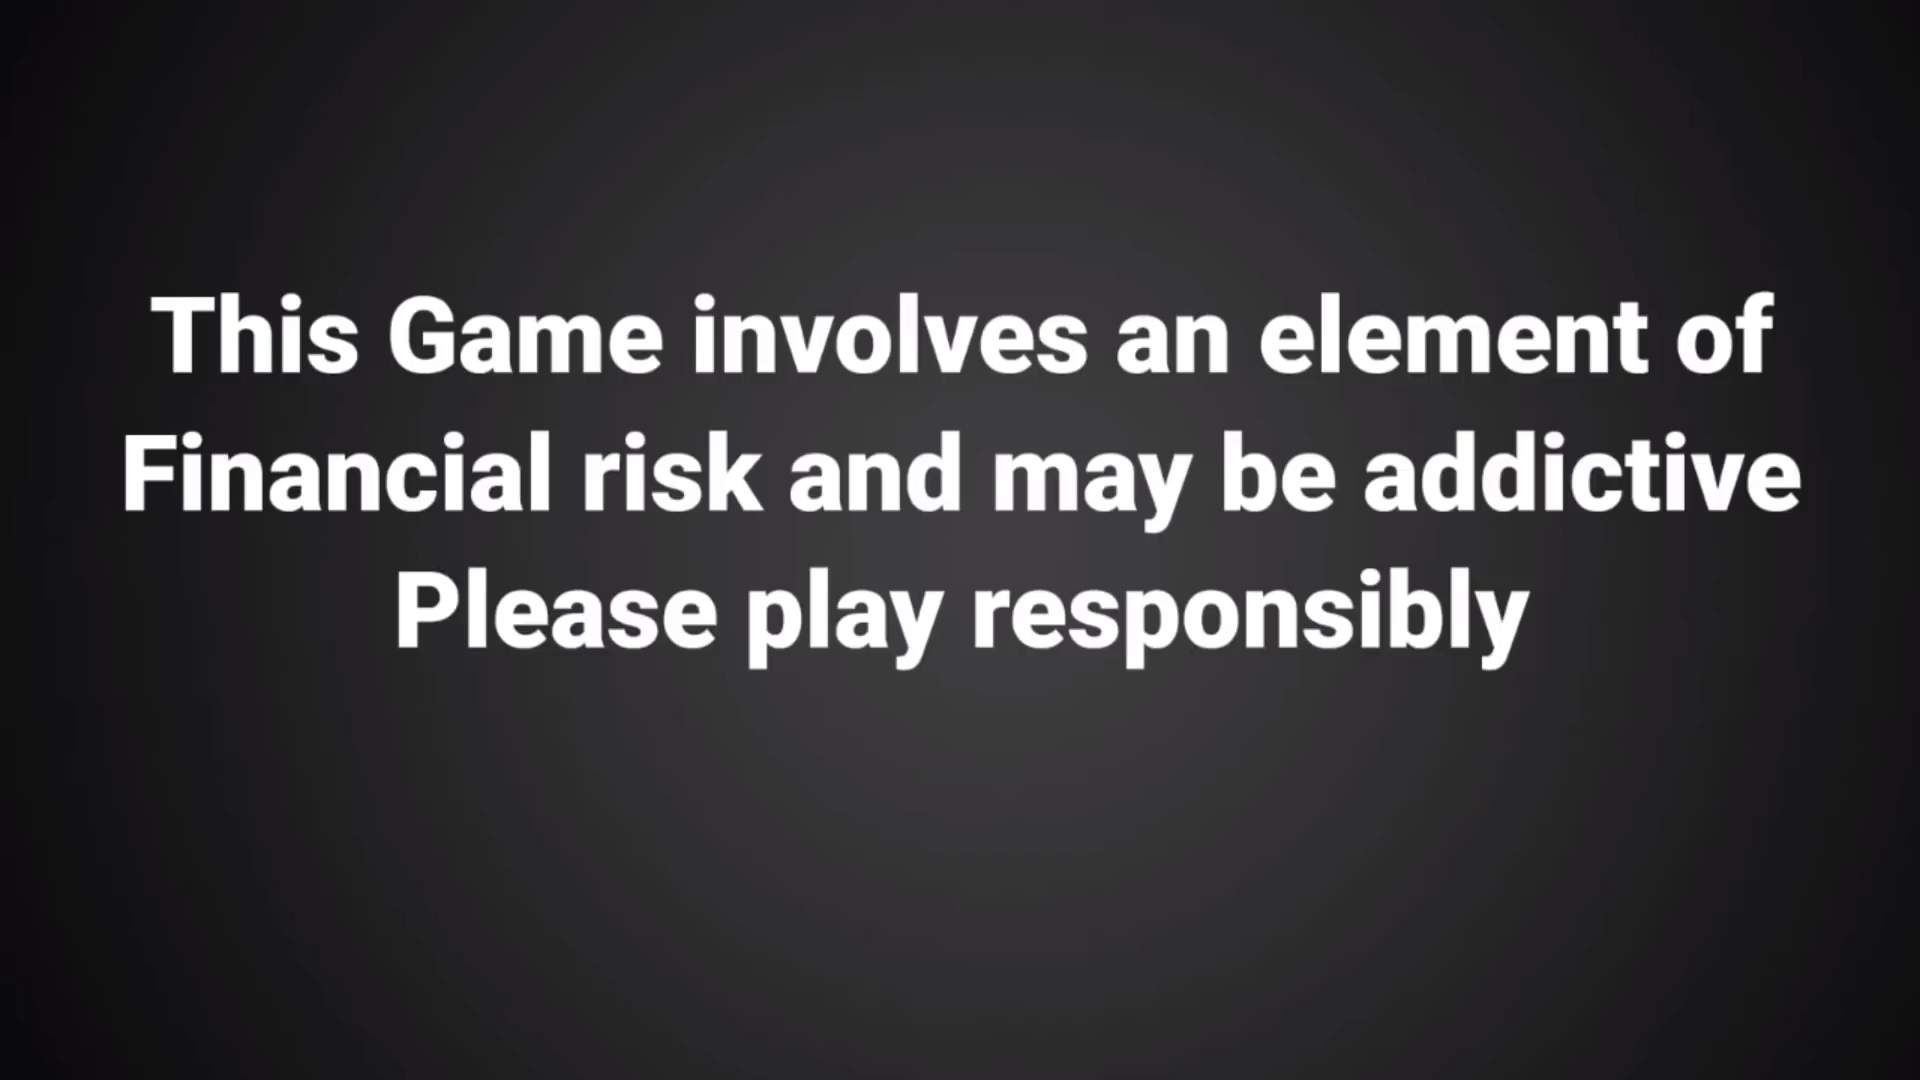 This Game involves an element of
Financial risk and may be addictive
Please play responsibly